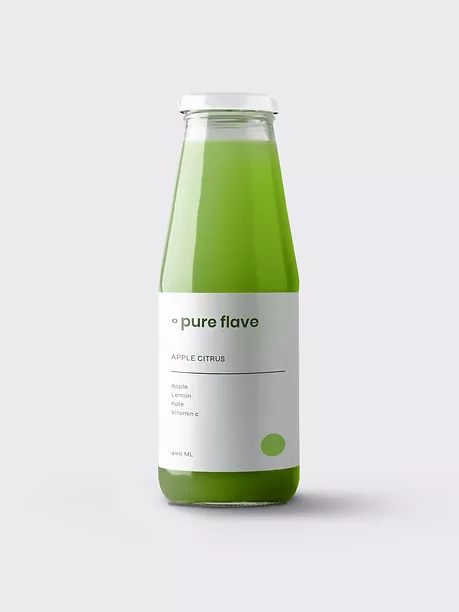 pure flave
APPLE CITRUS
Apple
Lemon
Kale
Vitamin c
400 ML